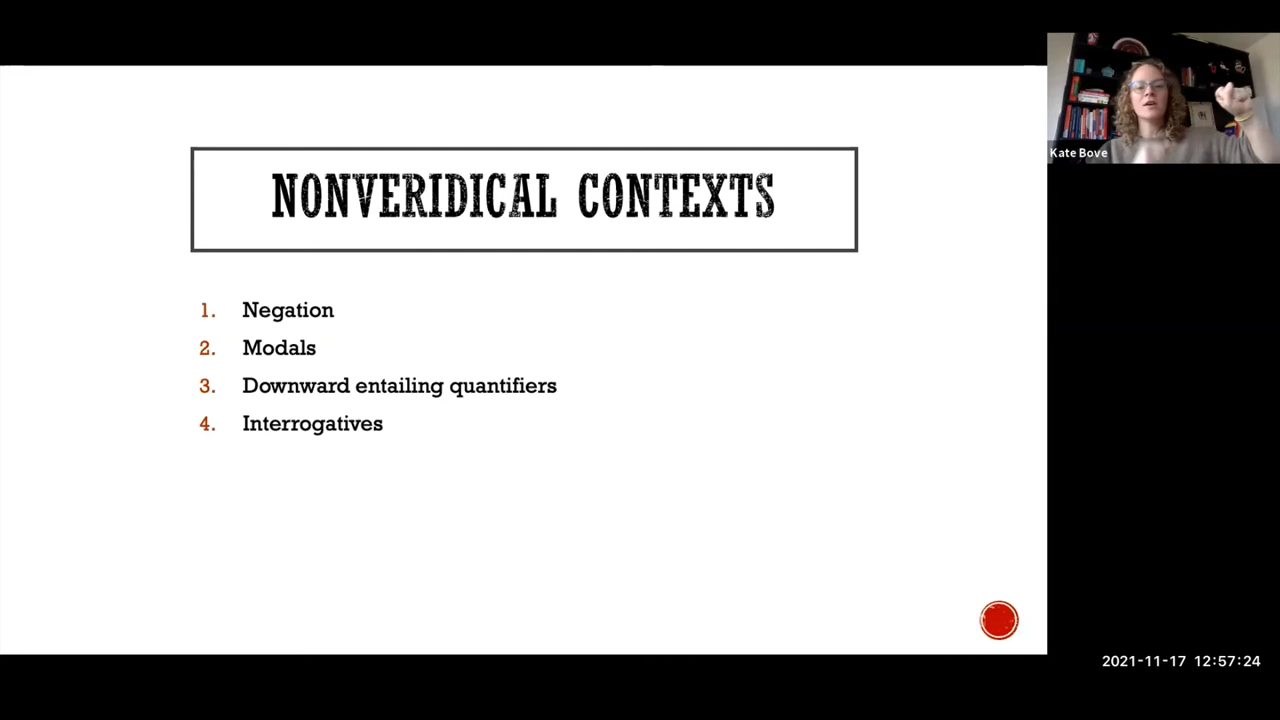 NONVERIDICAL CONTEXTS
1. Negation
2. Modals
3. Downward entailing quantifiers
4. Interrogatives
Kate Bove
2021-11-17 12:57:24